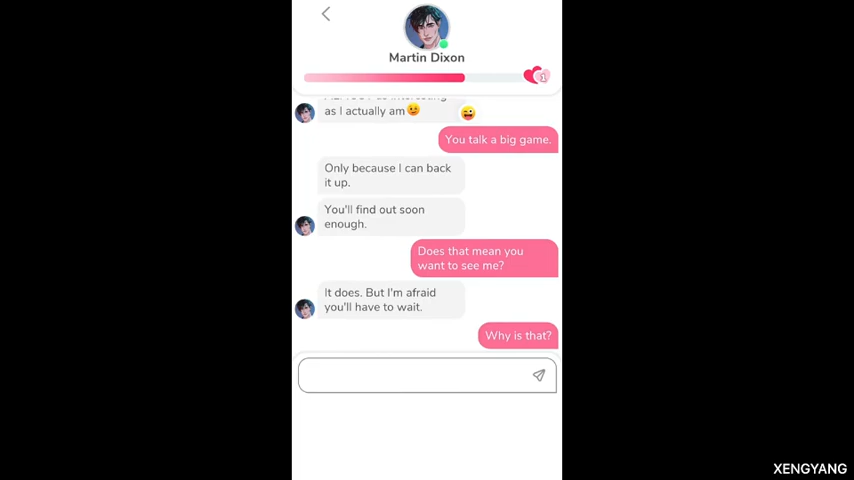 Martin Dixon
1
as I actually am
You talk a big game.
Only because I can back
it up.
You'll find out soon
enough.
Does that mean you
want to see me?
It does. But I'm afraid
you'll have to wait.
Why is that?
XENGYANG